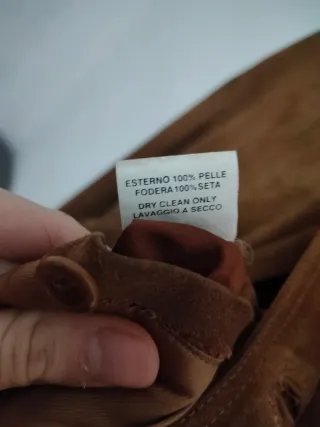 ESTERNO 100% PELLE
FODERA 100% SETA
DRY CLEAN ONLY
LAVAGGIO A SECCO